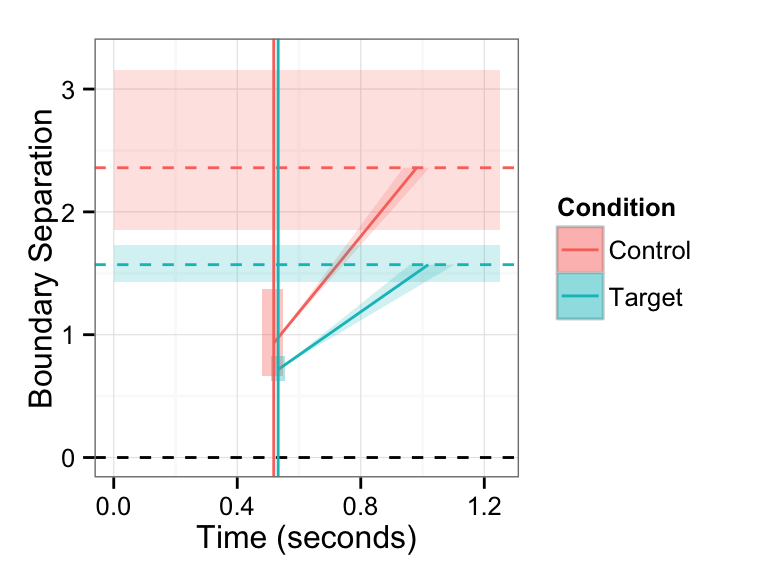 Boundary Separation
3
2
1
0
0.0 0.4 0.8 1.2
Time (seconds)
Condition
Control
Target